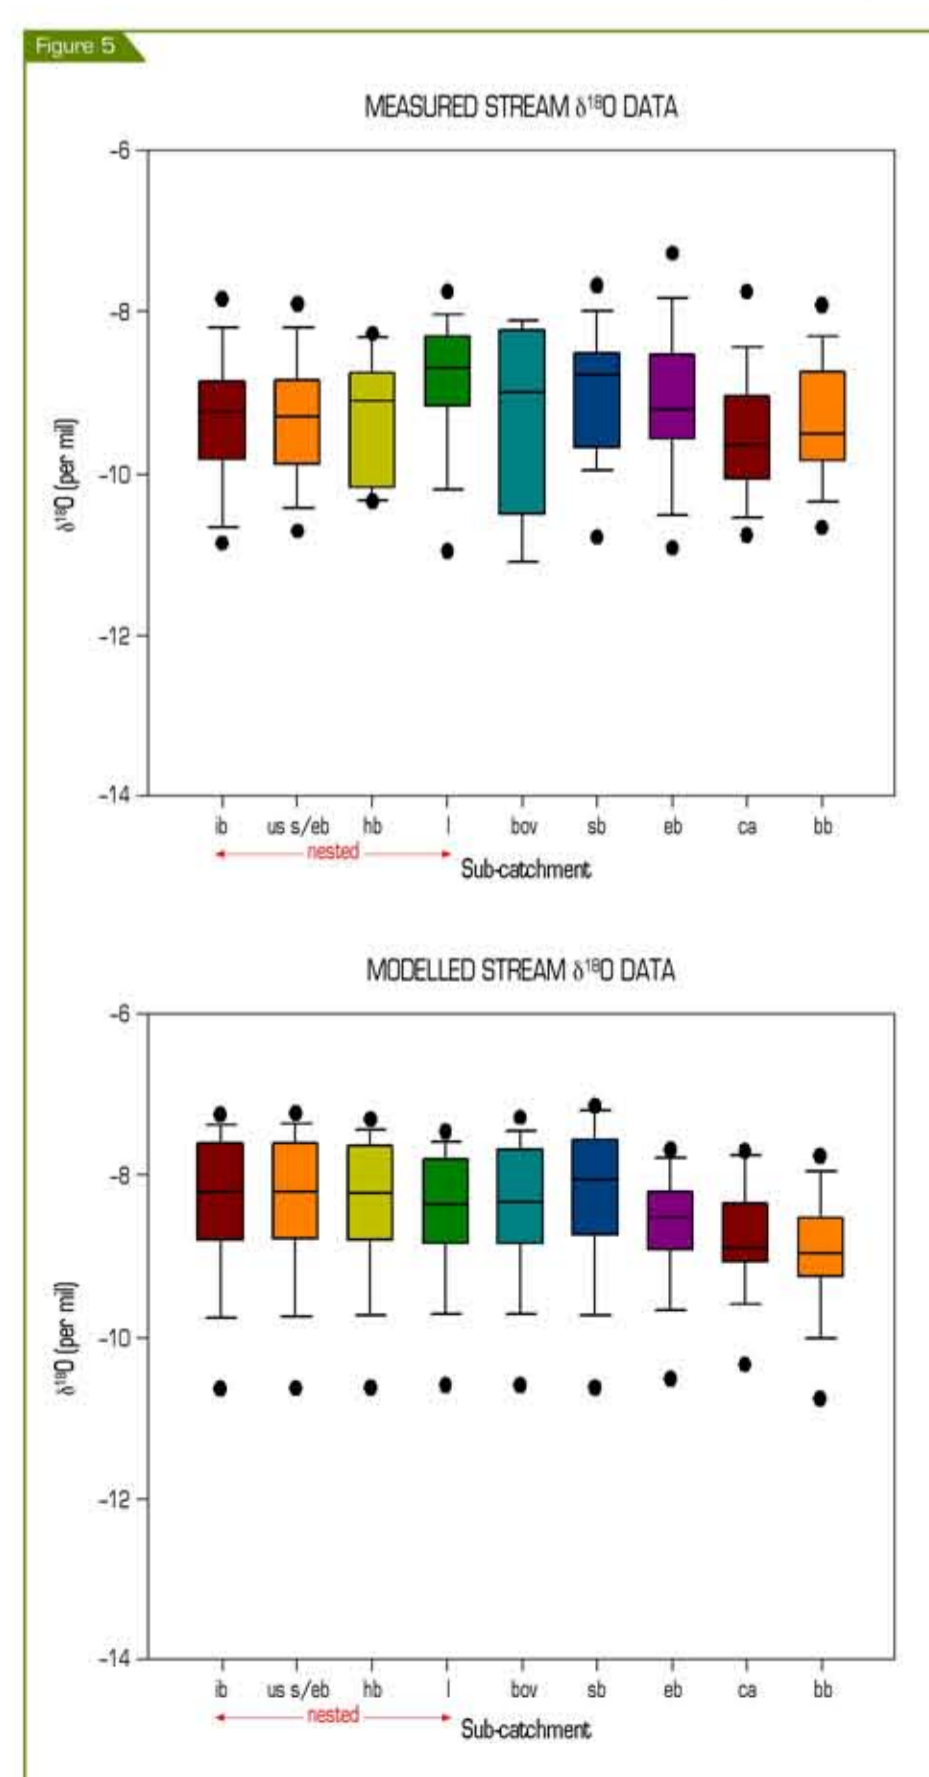 Figure 5
MEASURED STREAM δ¹⁸O DATA
-6
-8
-10
-12
-14
δ¹⁸O (per mil)
ib us s/eb hb l bov sb eb ca bb
nested
Sub-catchment
MODELLED STREAM δ¹⁸O DATA
-6
-8
-10
-12
-14
δ¹⁸O (per mil)
ib us s/eb hb l bov sb eb ca bb
nested
Sub-catchment